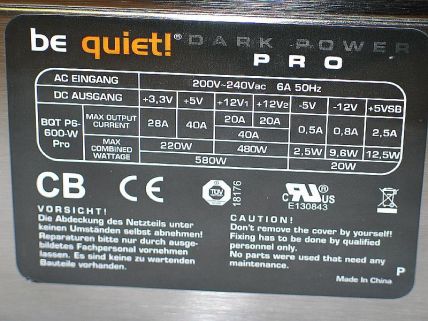 be quiet!® DARK POWER
PRO
AC EINGANG 200V~240Vac 6A 50Hz
DC AUSGANG +3,3V +5V +12V1 +12V2 -5V -12V +5VSB
BQT P6-600-W Pro MAX OUTPUT CURRENT 28A 40A 20A 20A 40A 0,5A 0,8A 2,5A
MAX COMBINED WATTAGE 220W 480W 2,5W 9,6W 12,5W
580W 20W
CB CE TÜV 18176 c UR US
E130843
VORSICHT!
Die Abdeckung des Netzteils unter
keinen Umständen selbst abnehmen!
Reparaturen bitte nur durch ausge-
bildetes Fachpersonal vornehmen
lassen. Es sind keine zu wartenden
Bauteile vorhanden.
CAUTION!
Don't remove the cover by yourself!
Fixing has to be done by qualified
personnel only.
No parts were used that need any
maintenance.
P
Made In China